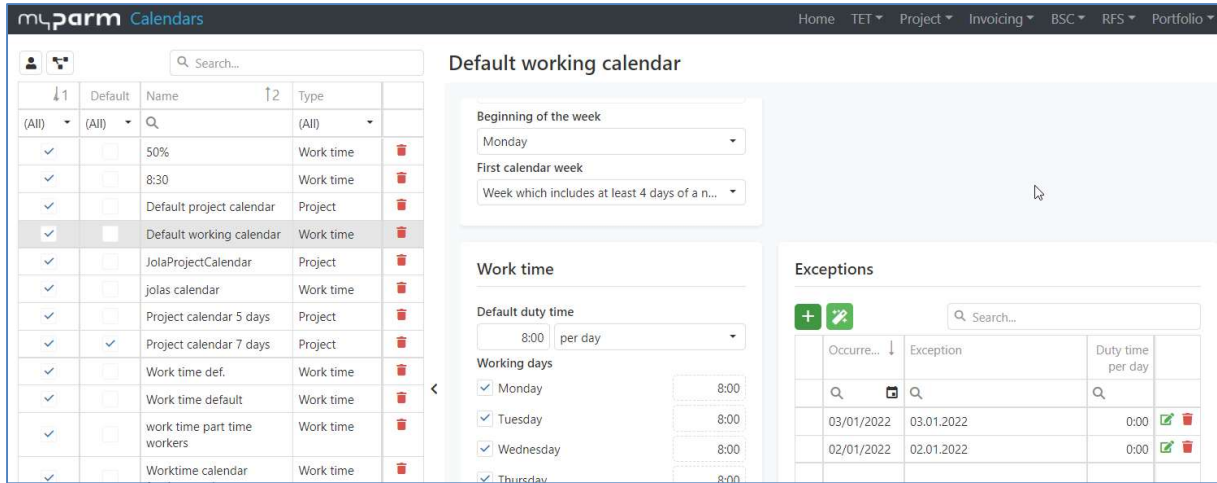 myparm Calendars
Home TET Project Invoicing BSC RFS Portfolio
Search...
1 Default Name 2 Type
(All) (All) (All)
50% Work time
8:30 Work time
Default project calendar Project
Default working calendar Work time
JolaProjectCalendar Project
jolas calendar Work time
Project calendar 5 days Project
Project calendar 7 days Project
Work time def. Work time
Work time default Work time
work time part time Work time
workers
Worktime calendar Work time
Default working calendar
Beginning of the week
Monday
First calendar week
Week which includes at least 4 days of a n...
Work time
Default duty time
8:00 per day
Working days
Monday 8:00
Tuesday 8:00
Wednesday 8:00
Thursday 8:00
Exceptions
Search...
Occurre... Exception Duty time
per day
03/01/2022 03.01.2022 0:00
02/01/2022 02.01.2022 0:00